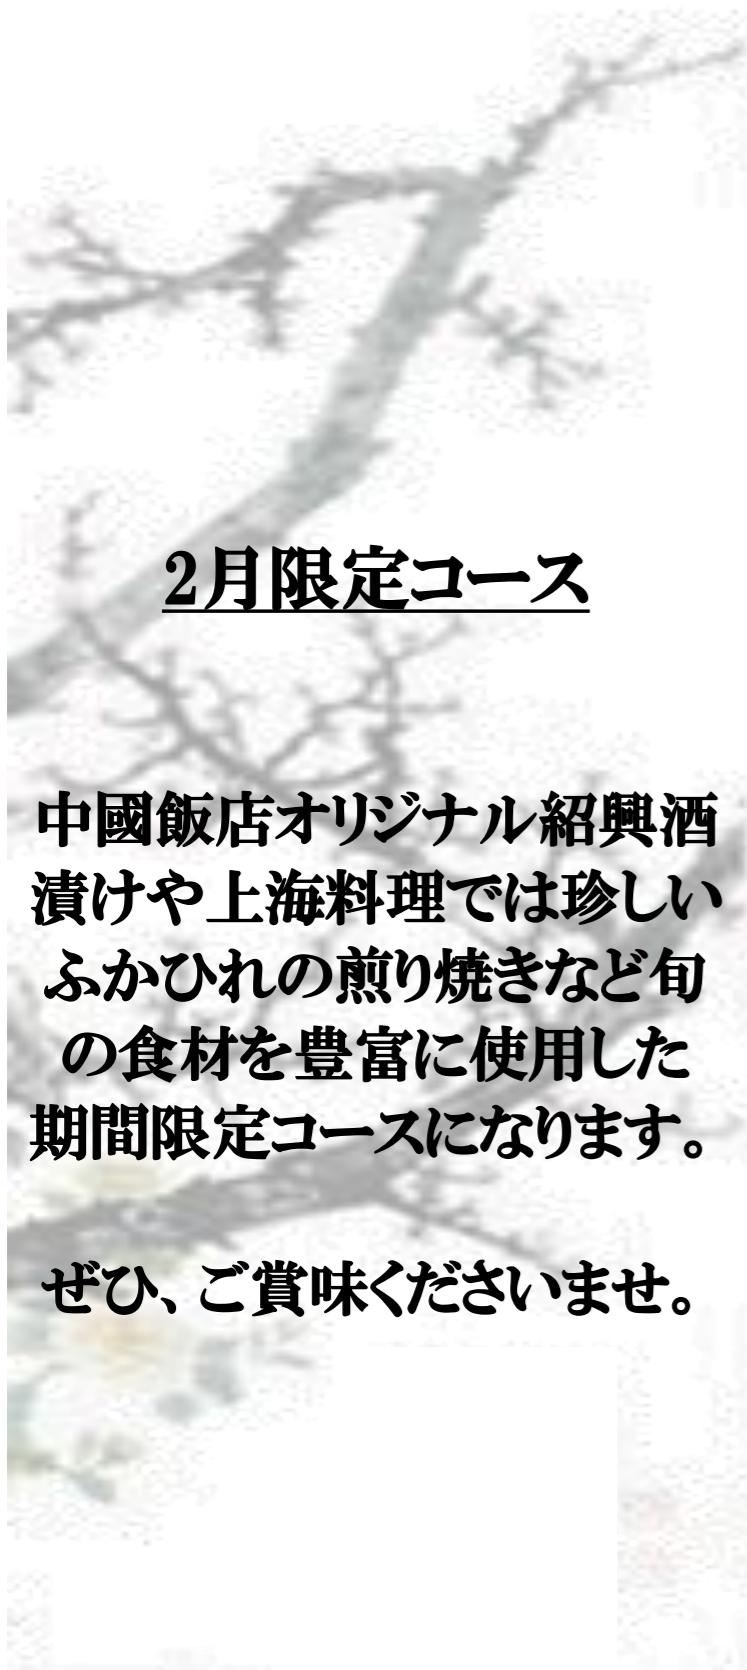 2月限定コース
中國飯店オリジナル紹興酒
漬けや上海料理では珍しい
ふかひれの煎り焼きなど旬
の食材を豊富に使用した
期間限定コースになります。
ぜひ、ご賞味くださいませ。